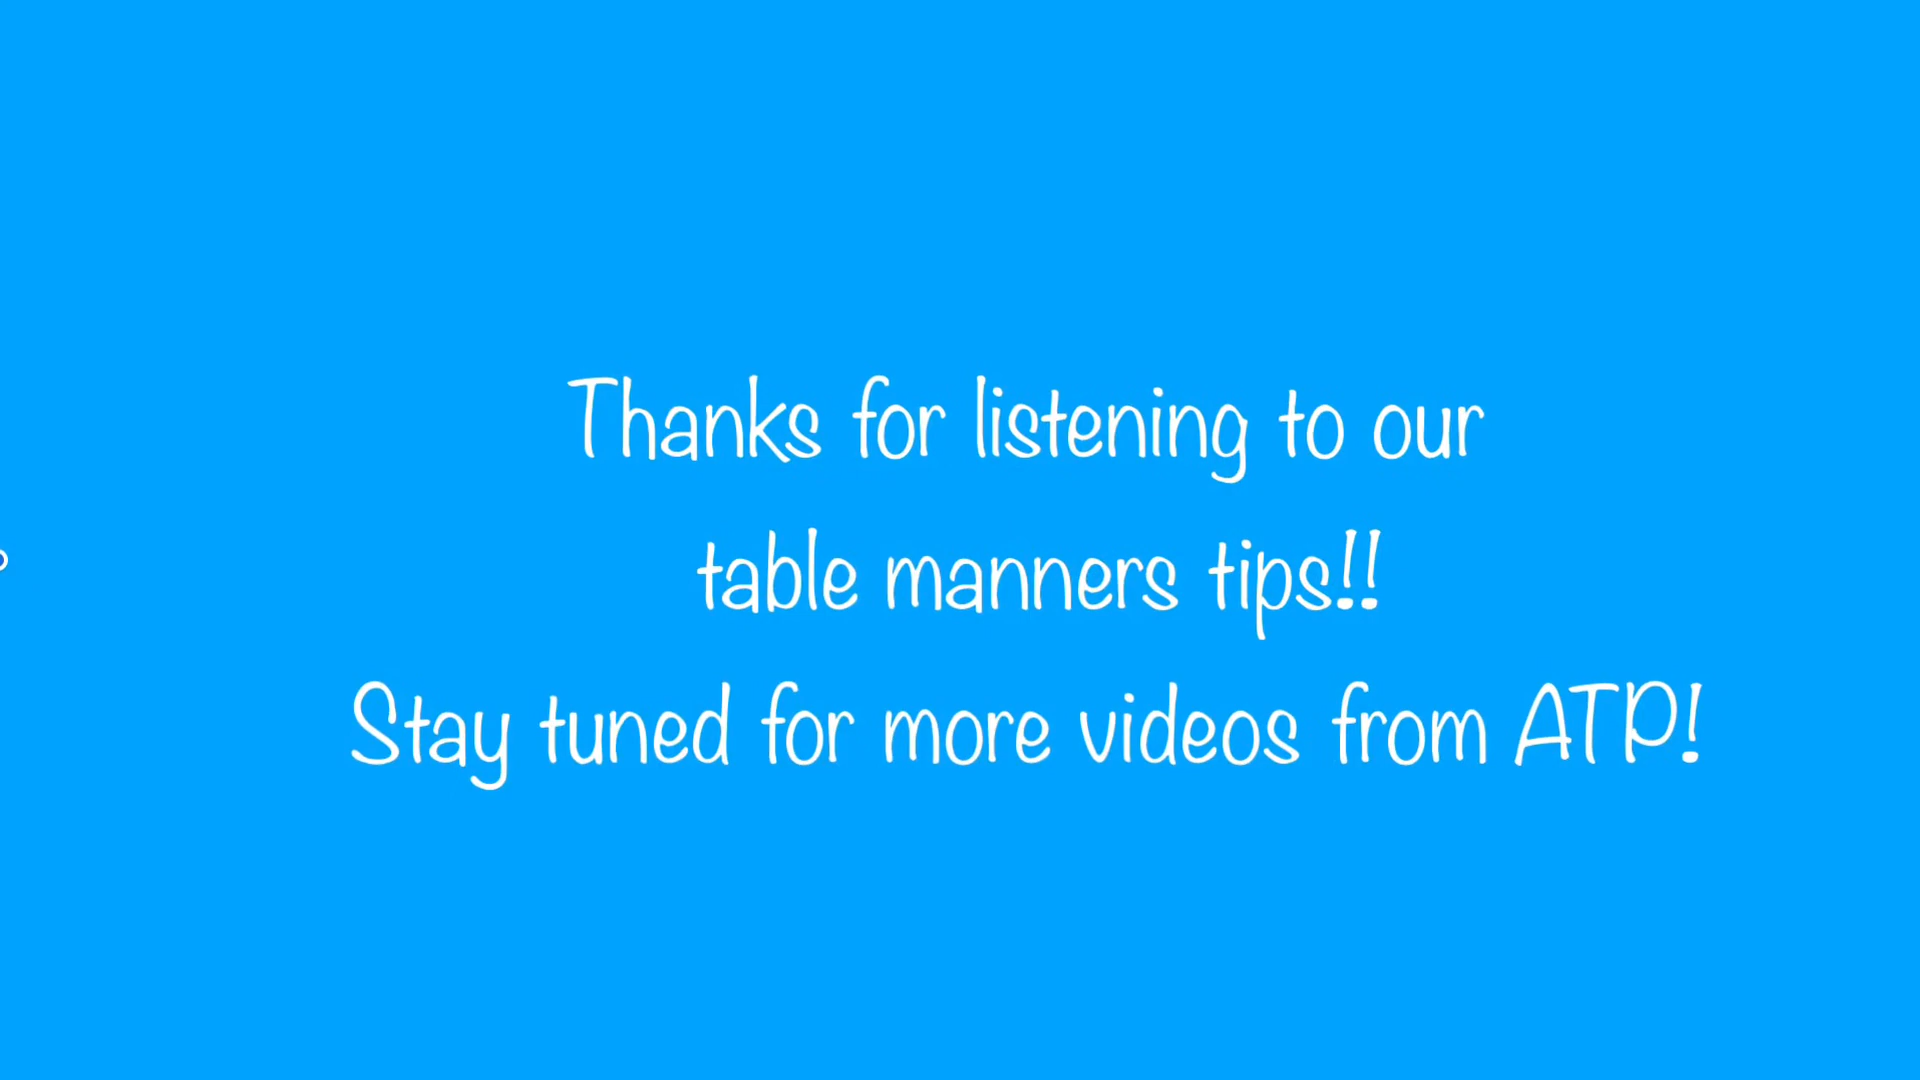 Thanks for listening to our
table manners tips!!
Stay tuned for more videos from ATP!